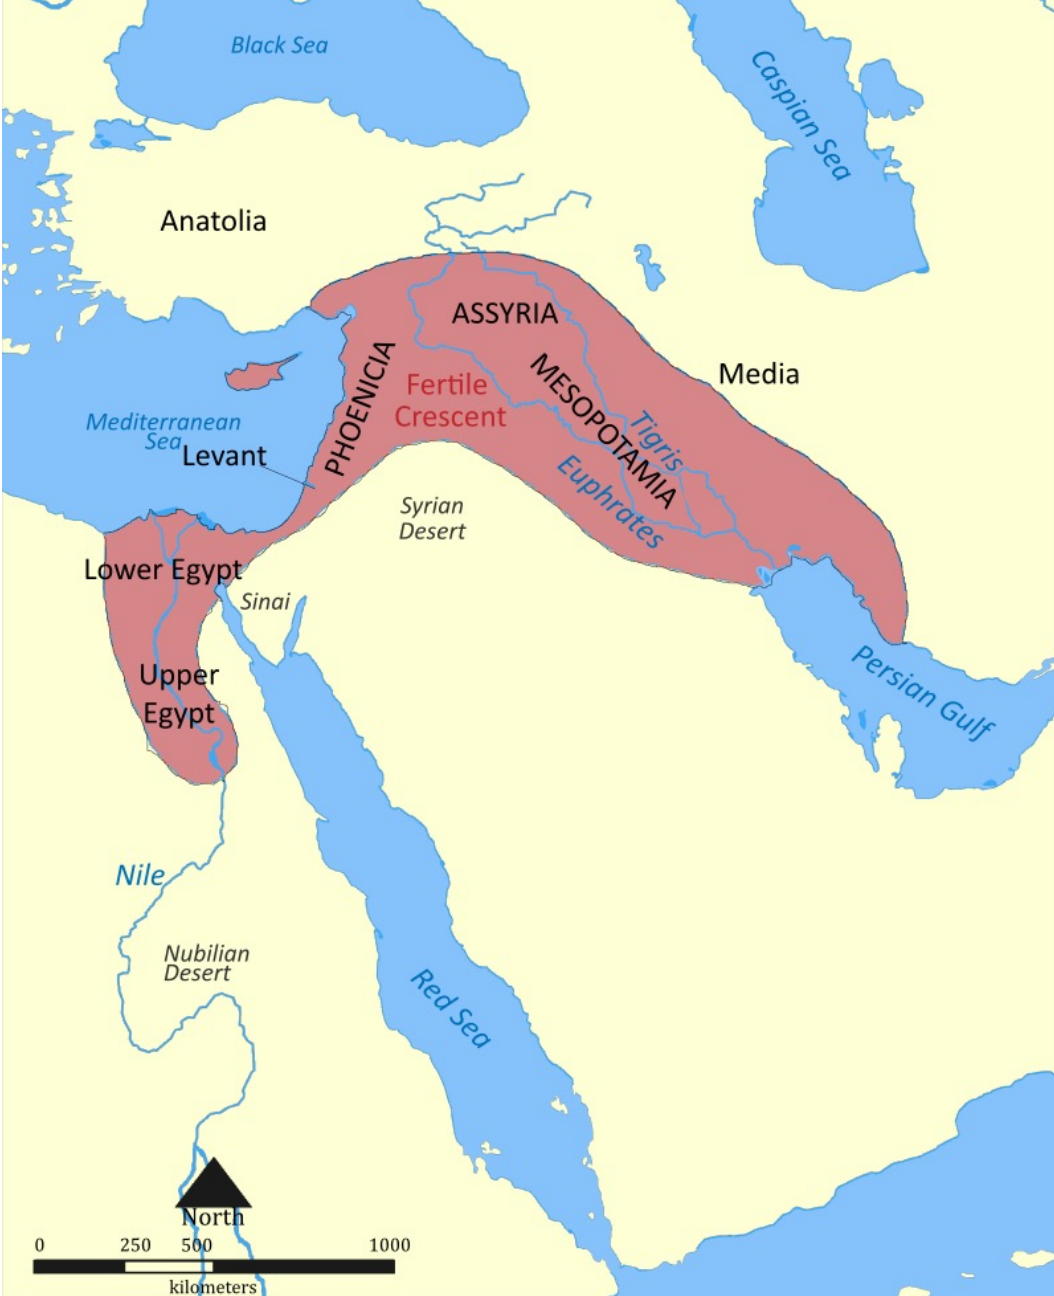 Black Sea
Caspian Sea
Anatolia
ASSYRIA
Media
PHOENICIA
Fertile
Crescent
MESOPOTAMIA
Tigris
Mediterranean
Sea
Levant
Euphrates
Syrian
Desert
Lower Egypt
Sinai
Upper
Egypt
Persian Gulf
Nile
Nubilian
Desert
Red Sea
North
0 250 500 1000
kilometers